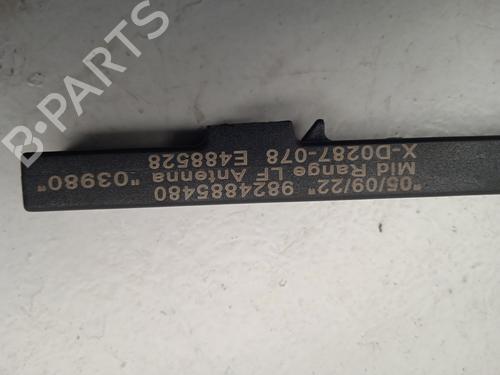 B-PARTS
"05/09/22" 9824885480
Mid Range LF Antenna "03980"
X-D0287-078 E488528